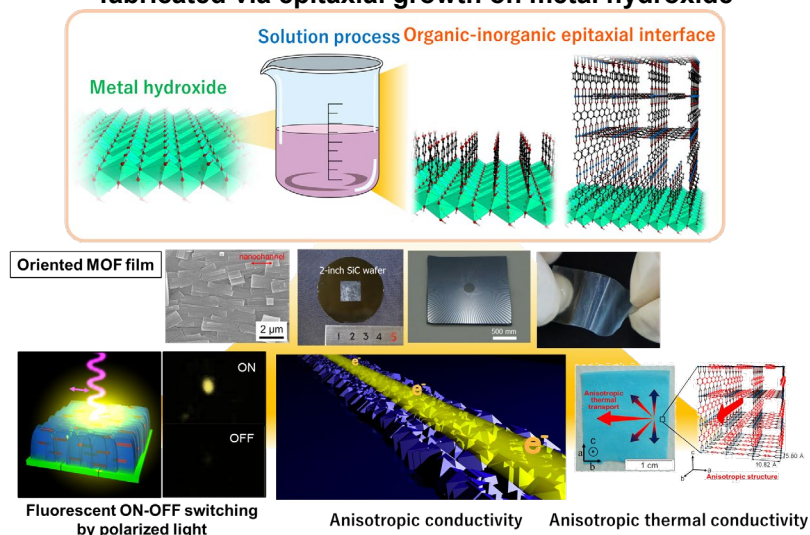 fabricated via epitaxial growth on metal hydroxide
Solution process
Organic-inorganic epitaxial interface
Metal hydroxide
Oriented MOF film
nanochannel
2 µm
2-inch SiC wafer
1 2 3 4 5
500 mm
ON
OFF
e⁻
e⁻
e⁻
Anisotropic
thermal
transport
c
a
b
1 cm
5.80 Å
10.82 Å
c
a
b
Anisotropic structure
Fluorescent ON-OFF switching
by polarized light
Anisotropic conductivity
Anisotropic thermal conductivity